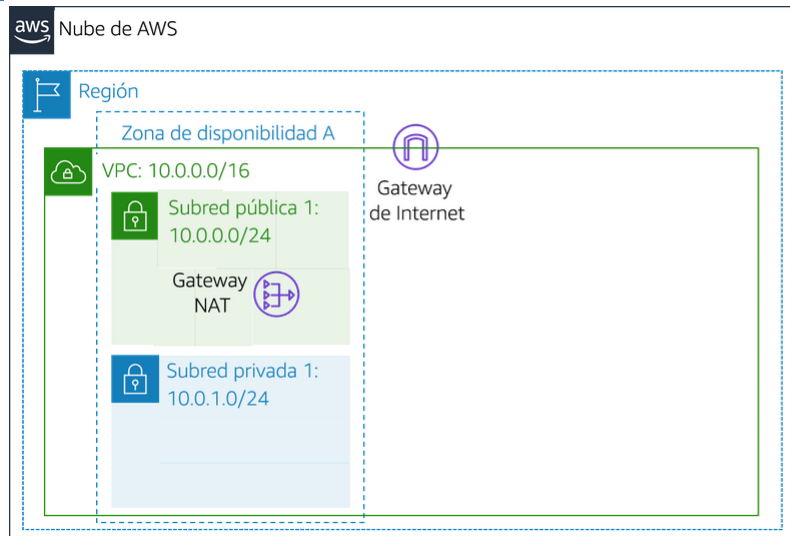 aws
Nube de AWS
Región
Zona de disponibilidad A
VPC: 10.0.0.0/16
Gateway
de Internet
Subred pública 1:
10.0.0.0/24
Gateway
NAT
Subred privada 1:
10.0.1.0/24